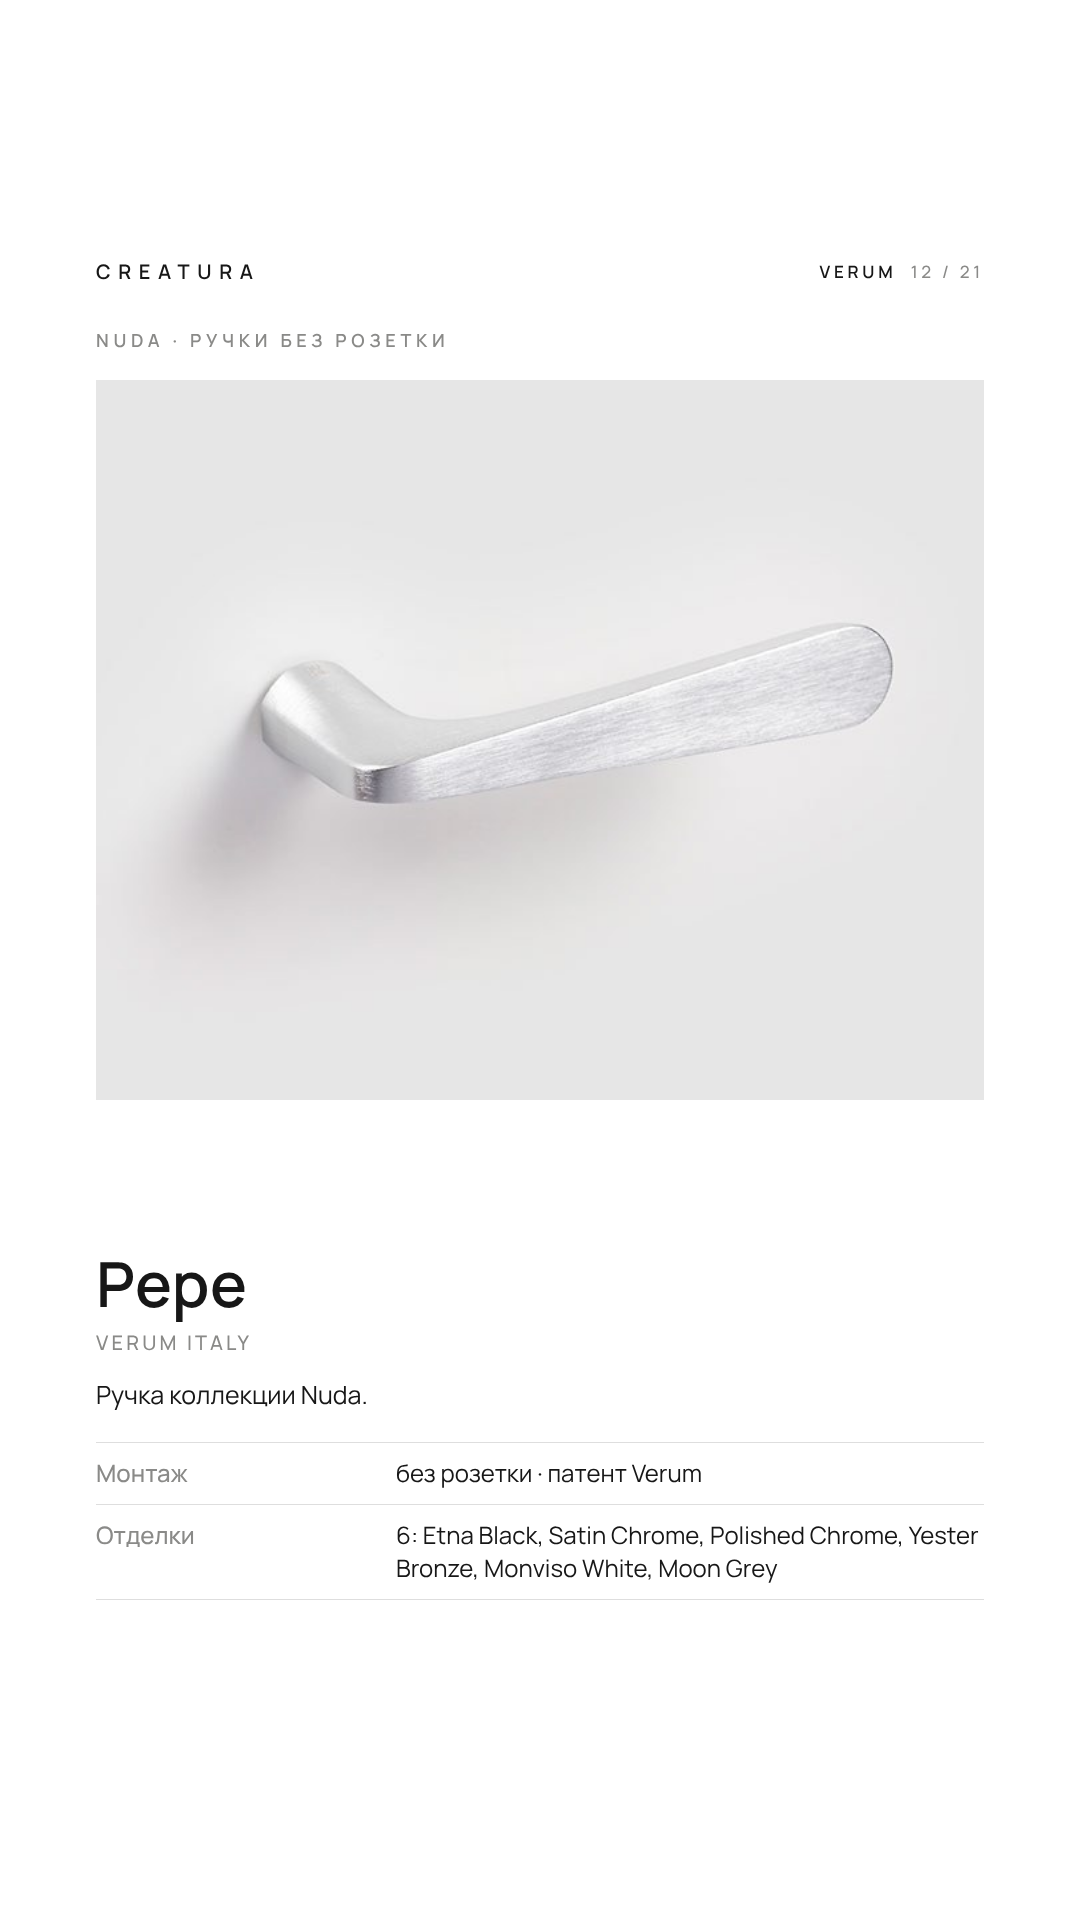 CREATURA
VERUM 12 / 21
NUDA · РУЧКИ БЕЗ РОЗЕТКИ
Pepe
VERUM ITALY
Ручка коллекции Nuda.
Монтаж
без розетки · патент Verum
Отделки
6: Etna Black, Satin Chrome, Polished Chrome, Yester
Bronze, Monviso White, Moon Grey